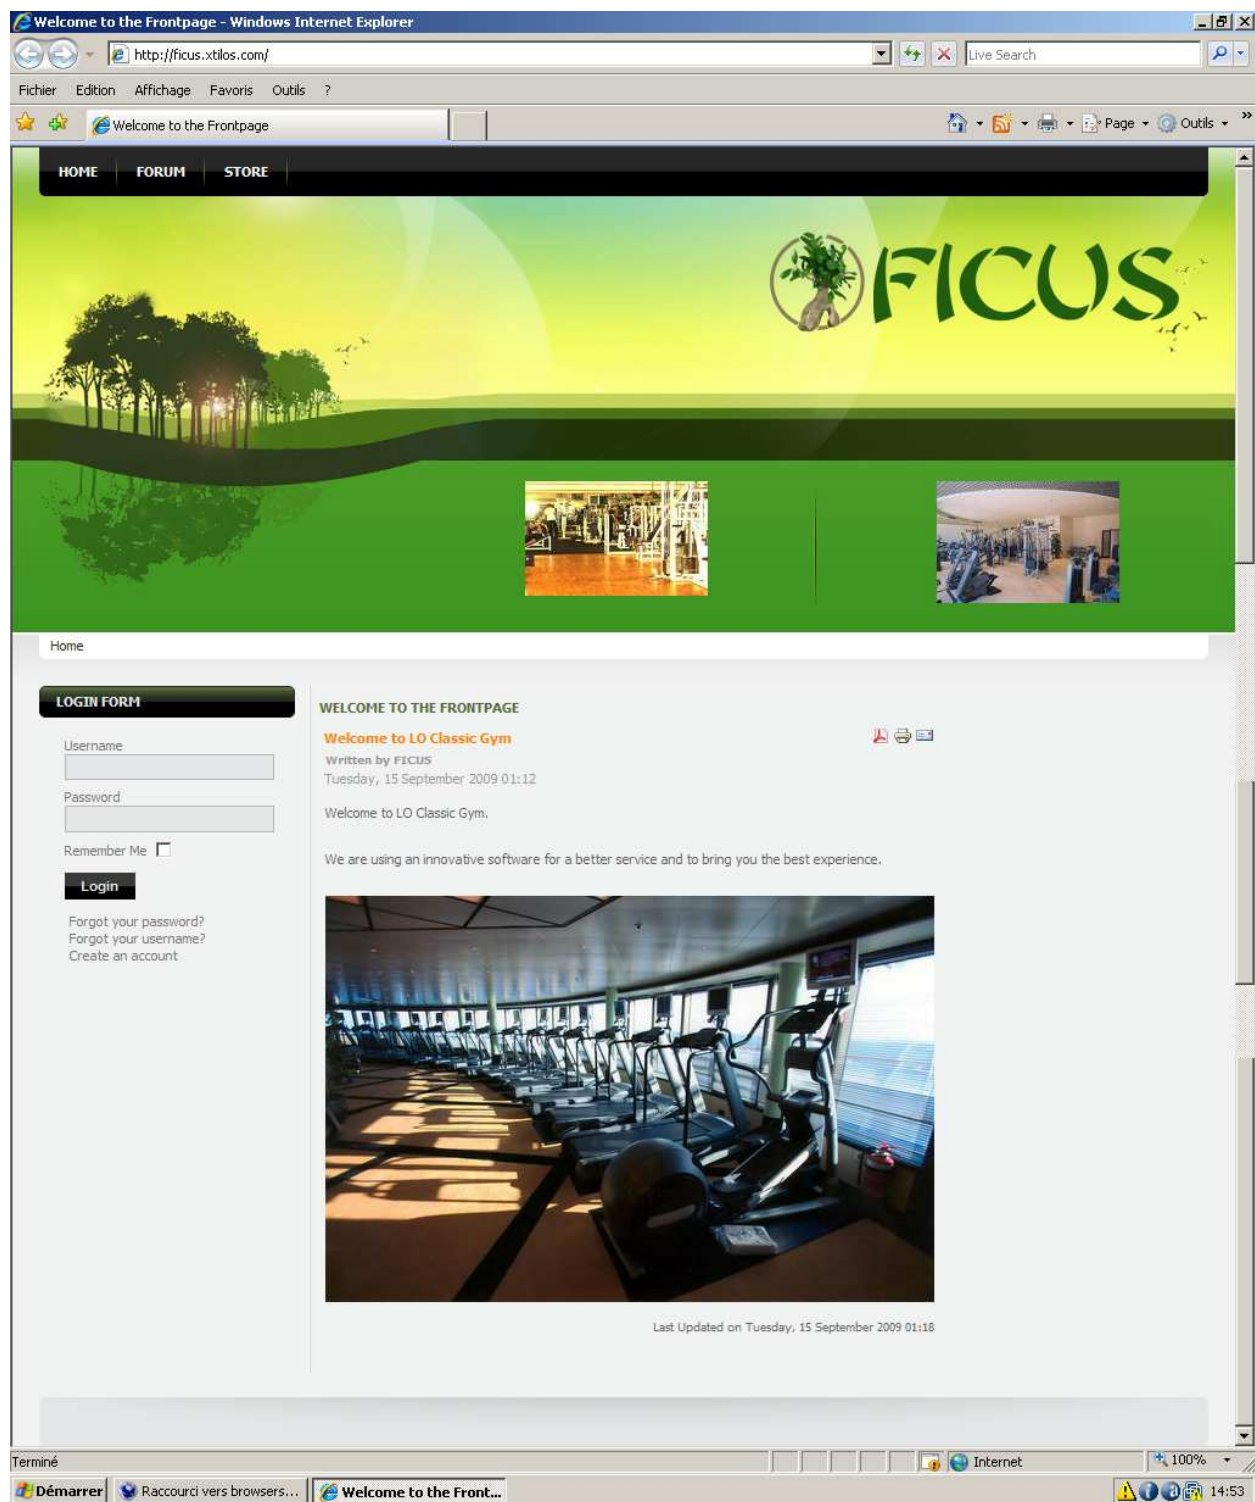 Welcome to the Frontpage - Windows Internet Explorer
http://ficus.xtilos.com/
Live Search
Fichier Edition Affichage Favoris Outils ?
Welcome to the Frontpage
Page Outils »
HOME FORUM STORE
FICUS
Home
LOGIN FORM
Username
Password
Remember Me
Login
Forgot your password?
Forgot your username?
Create an account
WELCOME TO THE FRONTPAGE
Welcome to LO Classic Gym
Written by FICUS
Tuesday, 15 September 2009 01:12
Welcome to LO Classic Gym.
We are using an innovative software for a better service and to bring you the best experience.
Last Updated on Tuesday, 15 September 2009 01:18
Terminé
Internet
100%
Démarrer
Raccourci vers browsers...
Welcome to the Front...
14:53